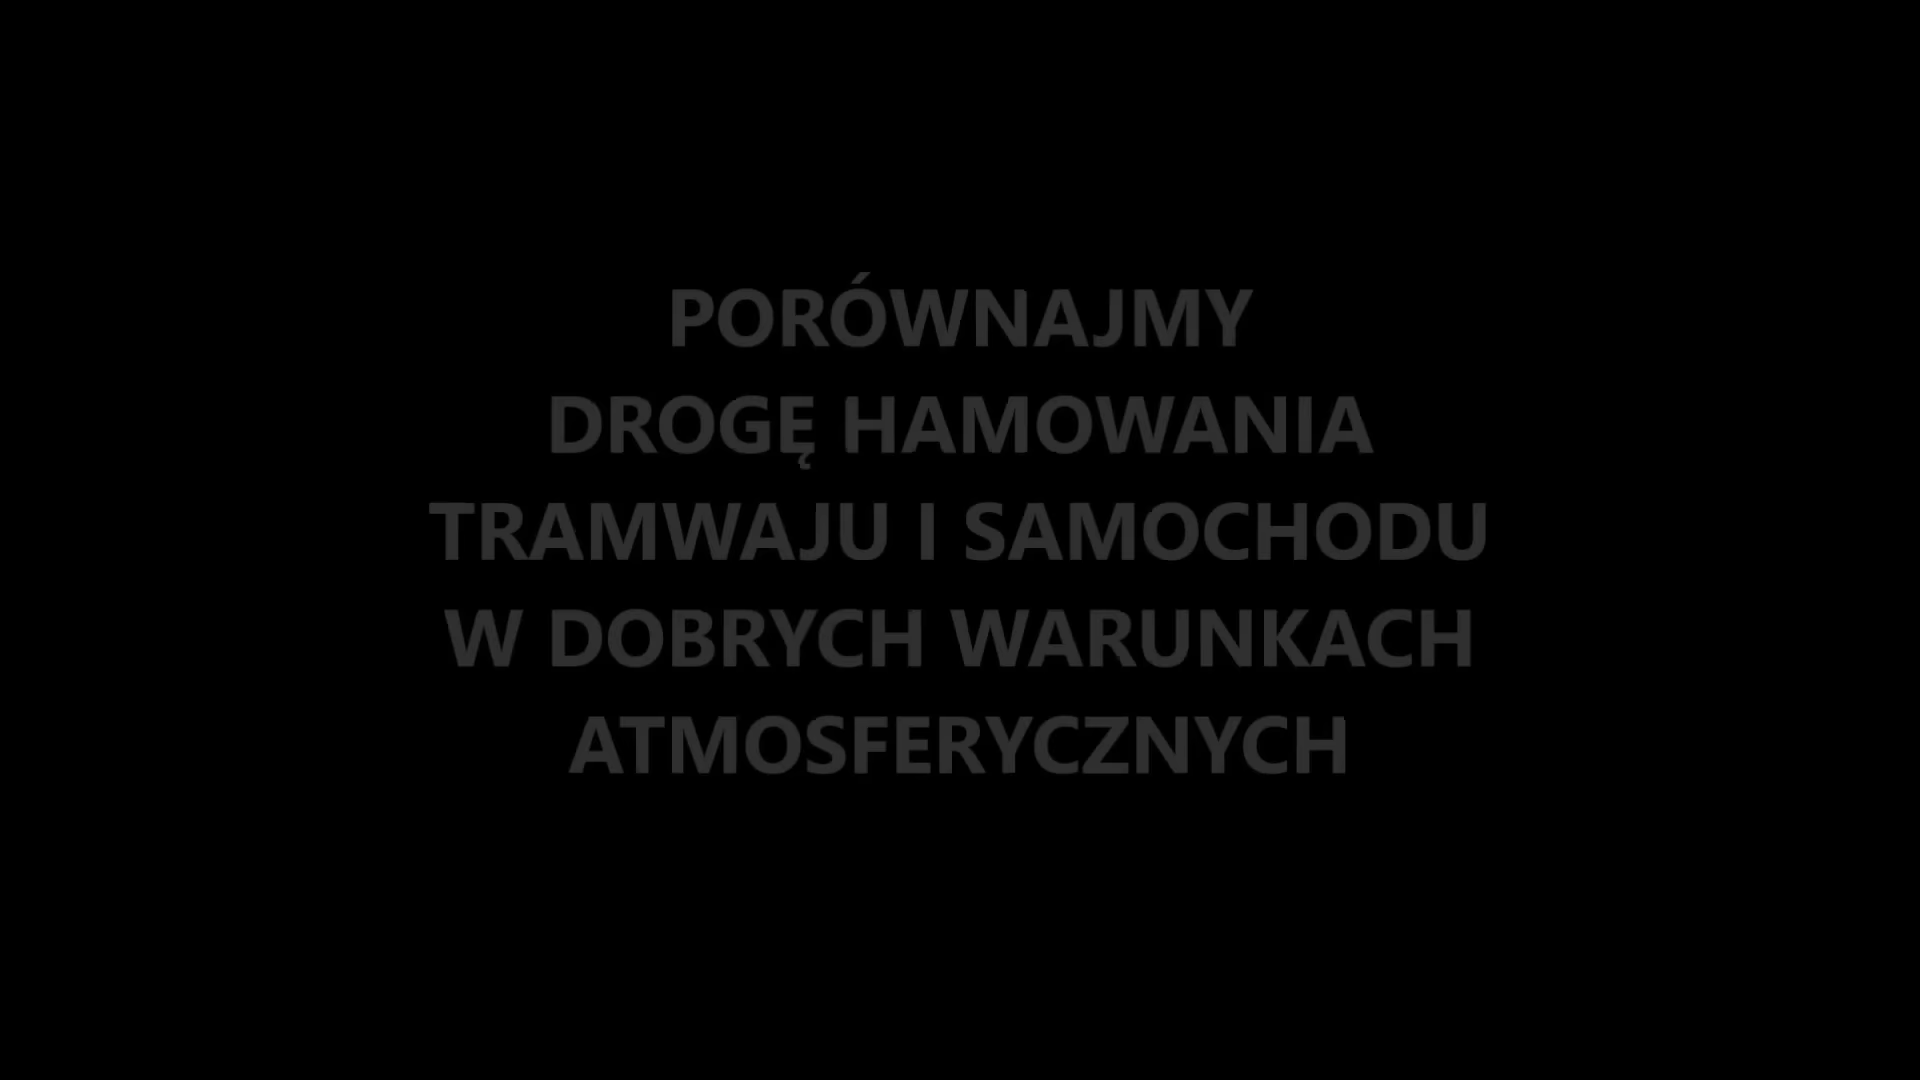 PORÓWNAJMY
DROGĘ HAMOWANIA
TRAMWAJU I SAMOCHODU
W DOBRYCH WARUNKACH
ATMOSFERYCZNYCH